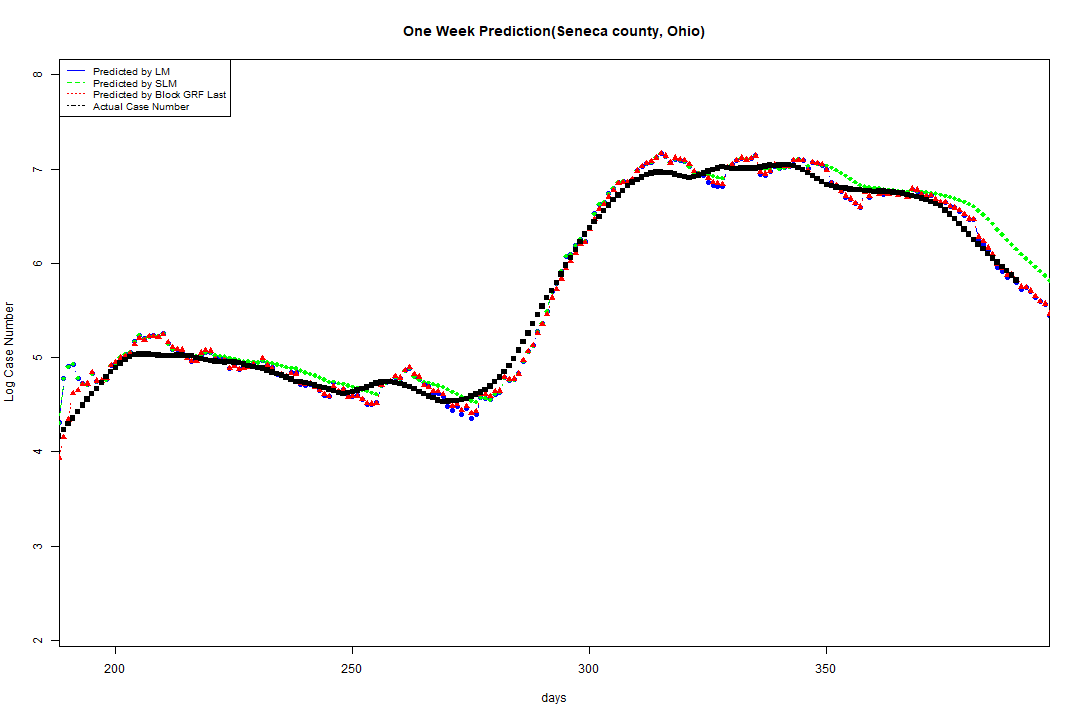 One Week Prediction(Seneca county, Ohio)
Predicted by LM
Predicted by SLM
Predicted by Block GRF Last
Actual Case Number
8
7
6
5
4
3
2
Log Case Number
200 250 300 350
days